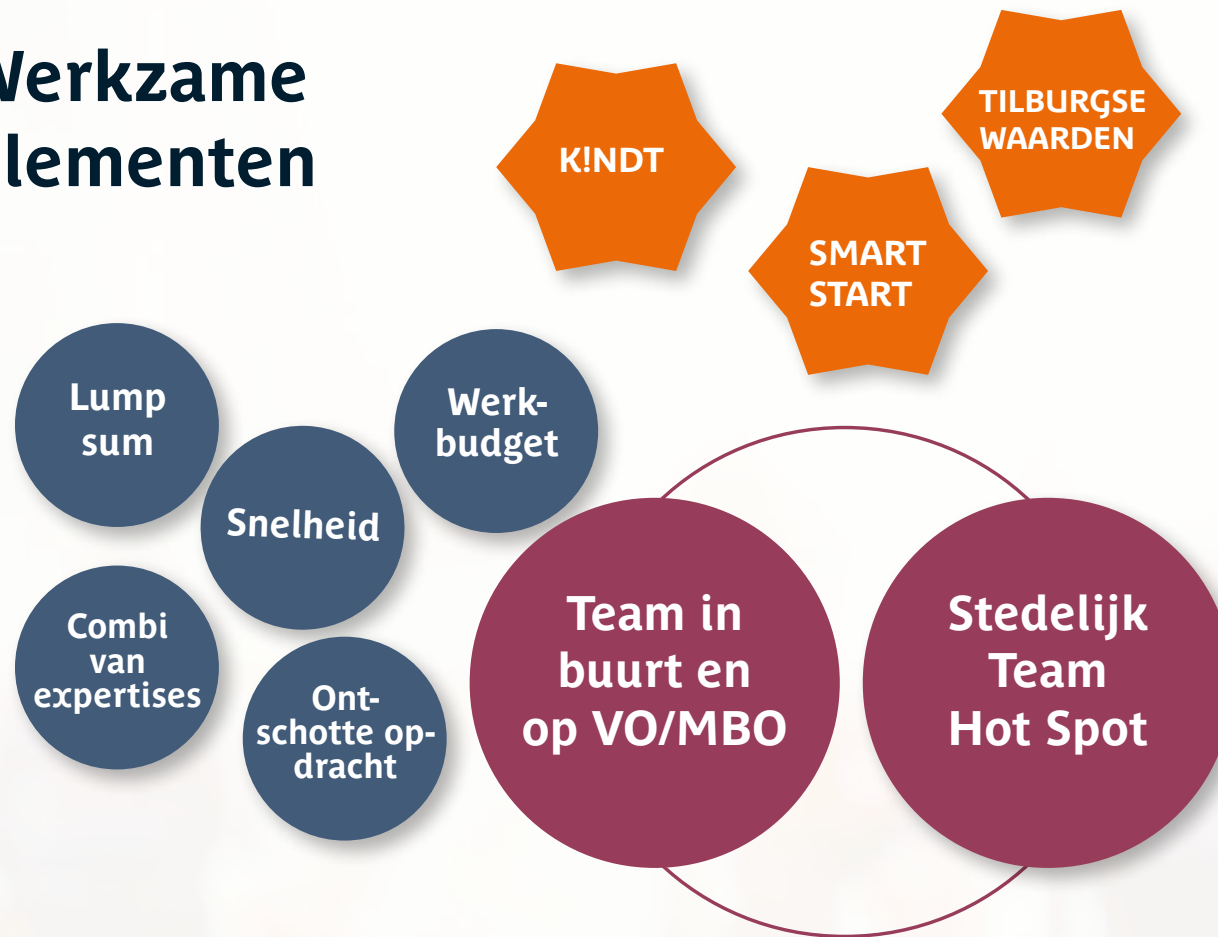 Werkzame
lementen
K!NDT
TILBURGSE
WAARDEN
SMART
START
Lump
sum
Werk-
budget
Snelheid
Combi
van
expertises
Ont-
schotte op-
dracht
Team in
buurt en
op VO/MBO
Stedelijk
Team
Hot Spot